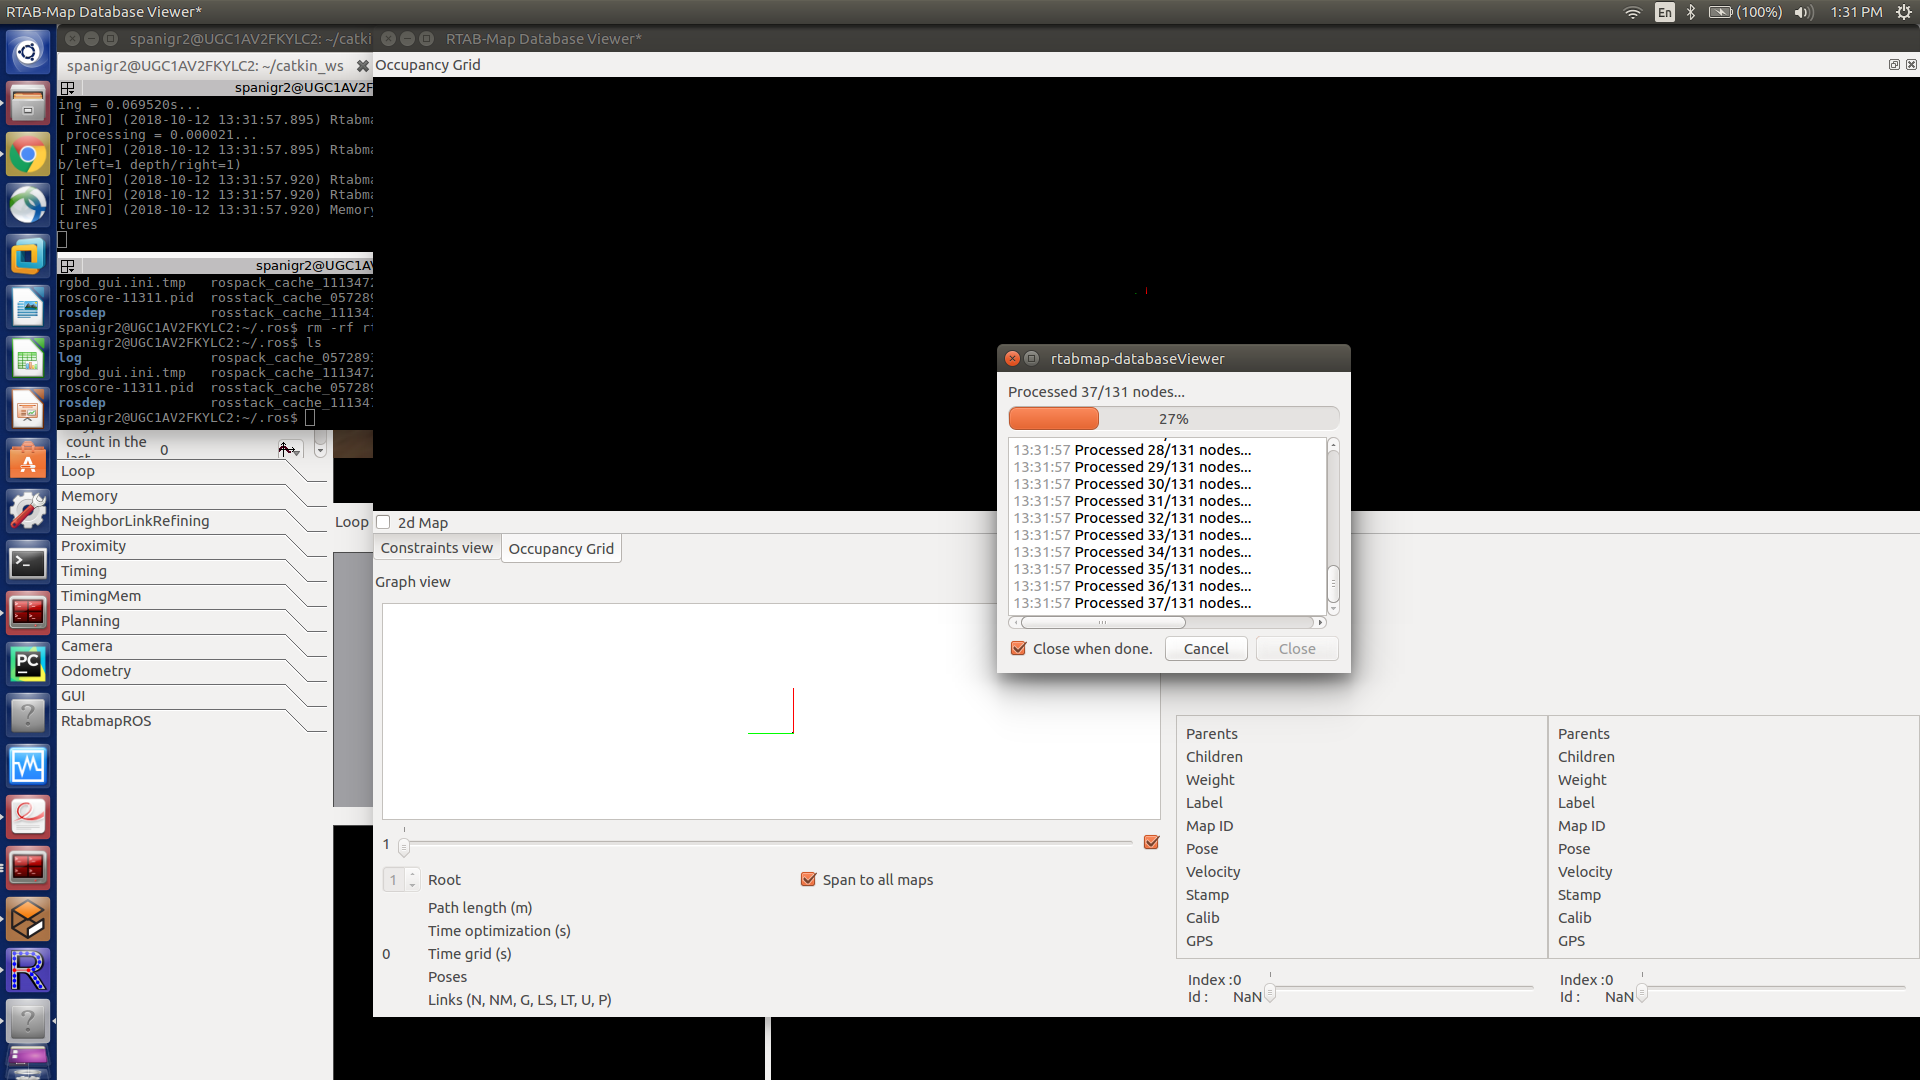 RTAB-Map Database Viewer*
En
(100%)
1:31 PM
spanigr2@UGC1AV2FKYLC2: ~/catki
RTAB-Map Database Viewer*
spanigr2@UGC1AV2FKYLC2: ~/catkin_ws
Occupancy Grid
spanigr2@UGC1AV2F
ing = 0.069520s...
[ INFO] (2018-10-12 13:31:57.895) Rtabma
processing = 0.000021...
[ INFO] (2018-10-12 13:31:57.895) Rtabma
b/left=1 depth/right=1)
[ INFO] (2018-10-12 13:31:57.920) Rtabma
[ INFO] (2018-10-12 13:31:57.920) Rtabma
[ INFO] (2018-10-12 13:31:57.920) Memory
tures
spanigr2@UGC1AV
rgbd_gui.ini.tmp rospack_cache_1113472
roscore-11311.pid rosstack_cache_057289
rosdep rosstack_cache_11134
spanigr2@UGC1AV2FKYLC2:~/.ros$ rm -rf rt
spanigr2@UGC1AV2FKYLC2:~/.ros$ ls
log rospack_cache_0572893
rgbd_gui.ini.tmp rospack_cache_1113472
roscore-11311.pid rosstack_cache_057289
rosdep rosstack_cache_11134
spanigr2@UGC1AV2FKYLC2:~/.ros$
count in the
0
Loop
Memory
NeighborLinkRefining
Proximity
Timing
TimingMem
Planning
Camera
Odometry
GUI
RtabmapROS
Loop
2d Map
Constraints view
Occupancy Grid
Graph view
1
1
Root
Span to all maps
Path length (m)
Time optimization (s)
0
Time grid (s)
Poses
Links (N, NM, G, LS, LT, U, P)
rtabmap-databaseViewer
Processed 37/131 nodes...
27%
13:31:57 Processed 28/131 nodes...
13:31:57 Processed 29/131 nodes...
13:31:57 Processed 30/131 nodes...
13:31:57 Processed 31/131 nodes...
13:31:57 Processed 32/131 nodes...
13:31:57 Processed 33/131 nodes...
13:31:57 Processed 34/131 nodes...
13:31:57 Processed 35/131 nodes...
13:31:57 Processed 36/131 nodes...
13:31:57 Processed 37/131 nodes...
Close when done.
Cancel
Close
Parents
Children
Weight
Label
Map ID
Pose
Velocity
Stamp
Calib
GPS
Index :0
Id : NaN
Parents
Children
Weight
Label
Map ID
Pose
Velocity
Stamp
Calib
GPS
Index :0
Id : NaN